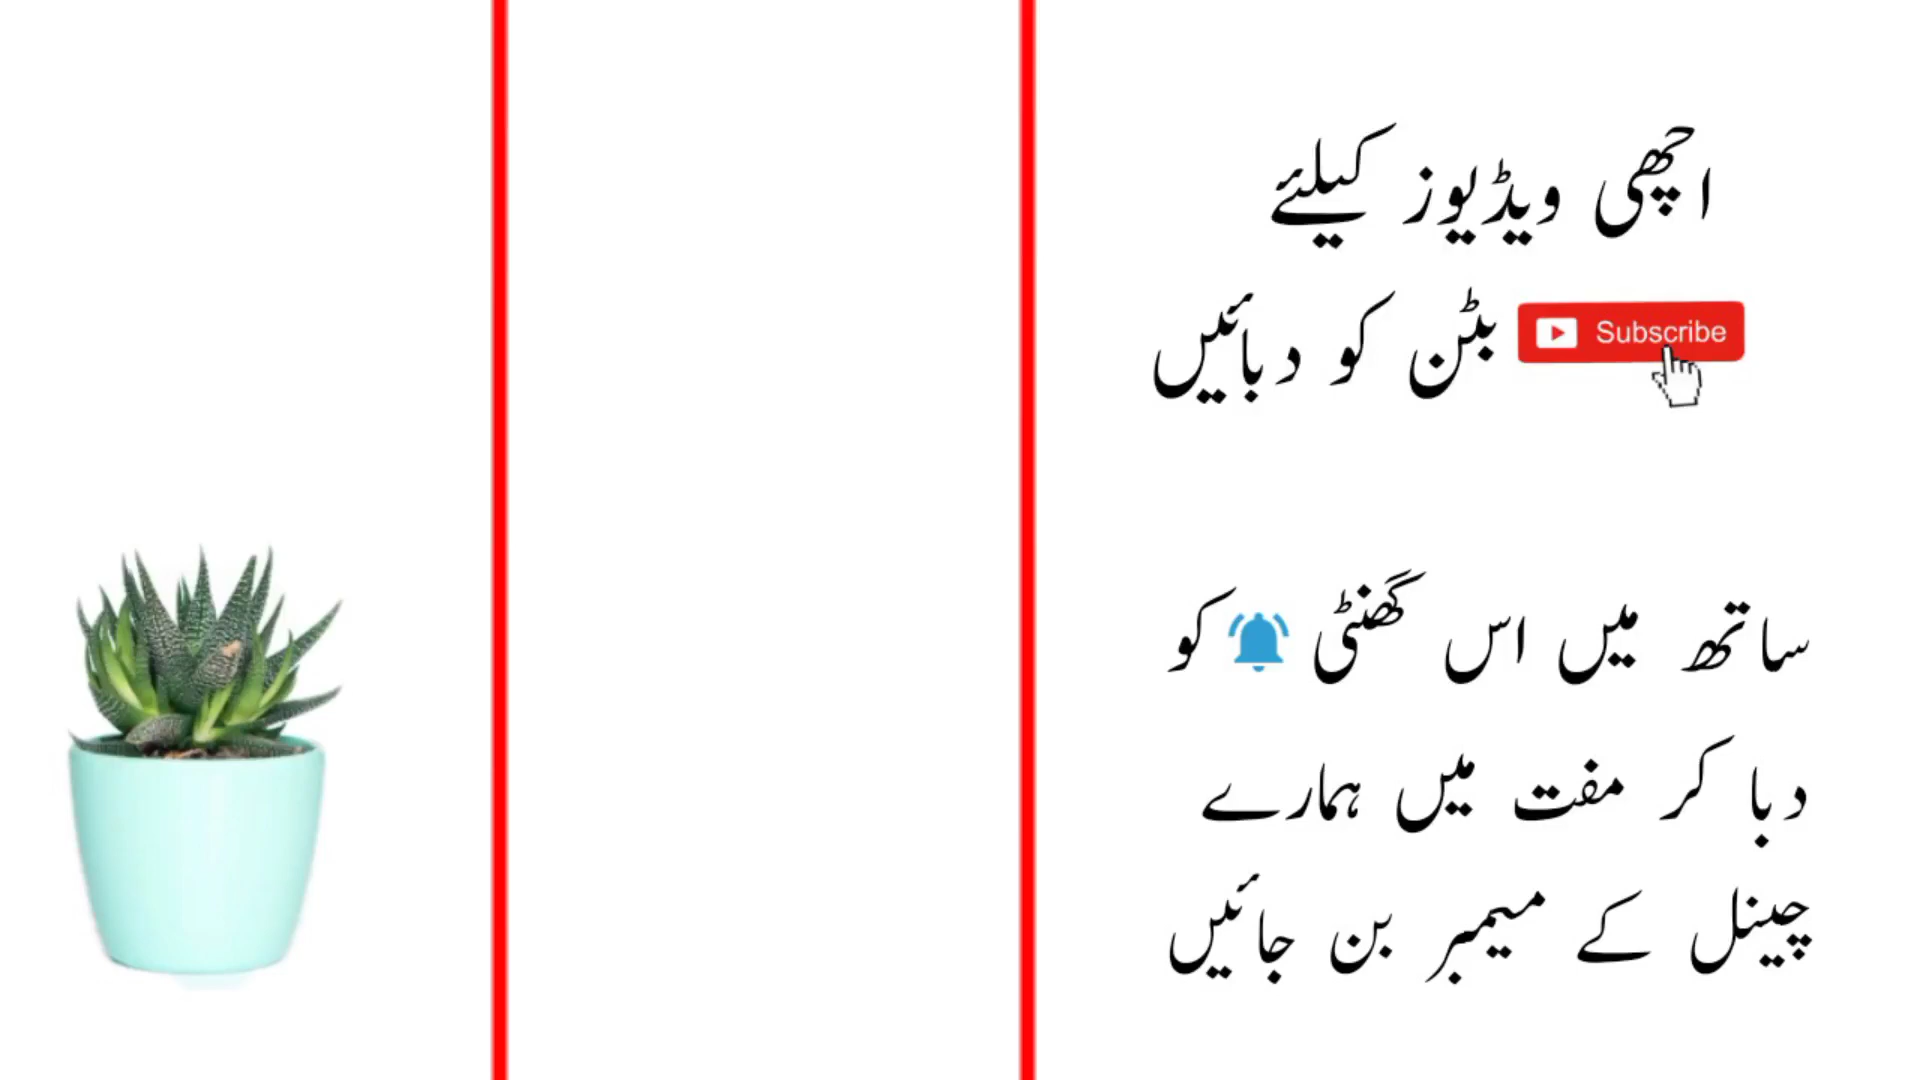 اچھی ویڈیوز کیلئے
Subscribe بٹن کو دبائیں
ساتھ میں اس گھنٹی کو
دبا کر مفت میں ہمارے
چینل کے میمبر بن جائیں